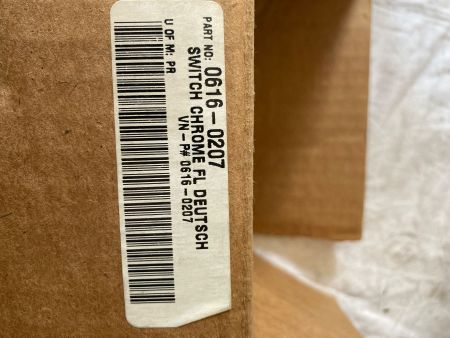 PART NO: 0616-0207
SWITCH CHROME FL DEUTSCH
VN-P# 0616-0207
U OF M: PR